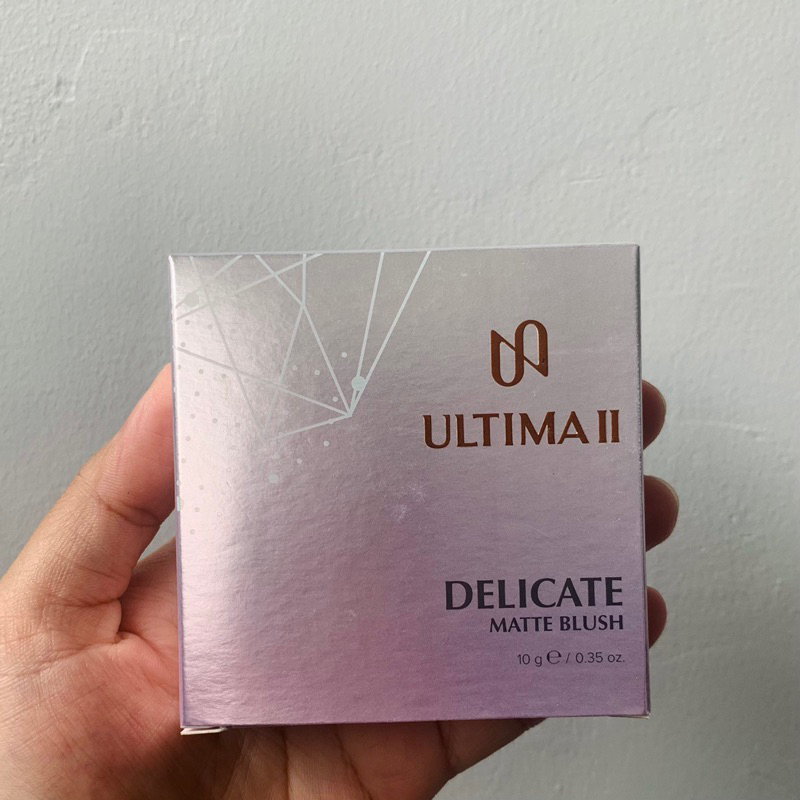 ULTIMA II
DELICATE
MATTE BLUSH
10 g ℮ / 0.35 oz.